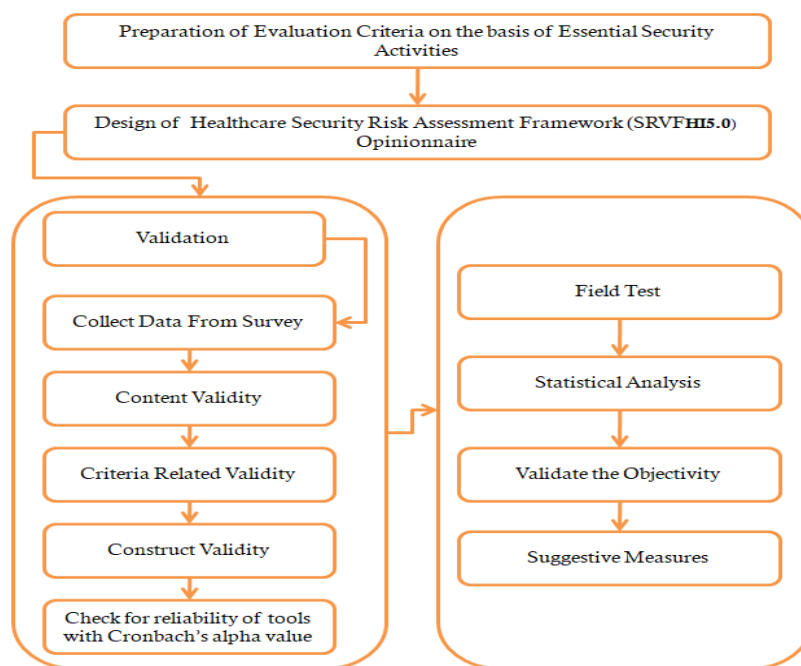 Preparation of Evaluation Criteria on the basis of Essential Security
Activities
Design of Healthcare Security Risk Assessment Framework (SRVFHI5.0)
Opinionnaire
Validation
Collect Data From Survey
Content Validity
Criteria Related Validity
Construct Validity
Check for reliability of tools
with Cronbach's alpha value
Field Test
Statistical Analysis
Validate the Objectivity
Suggestive Measures